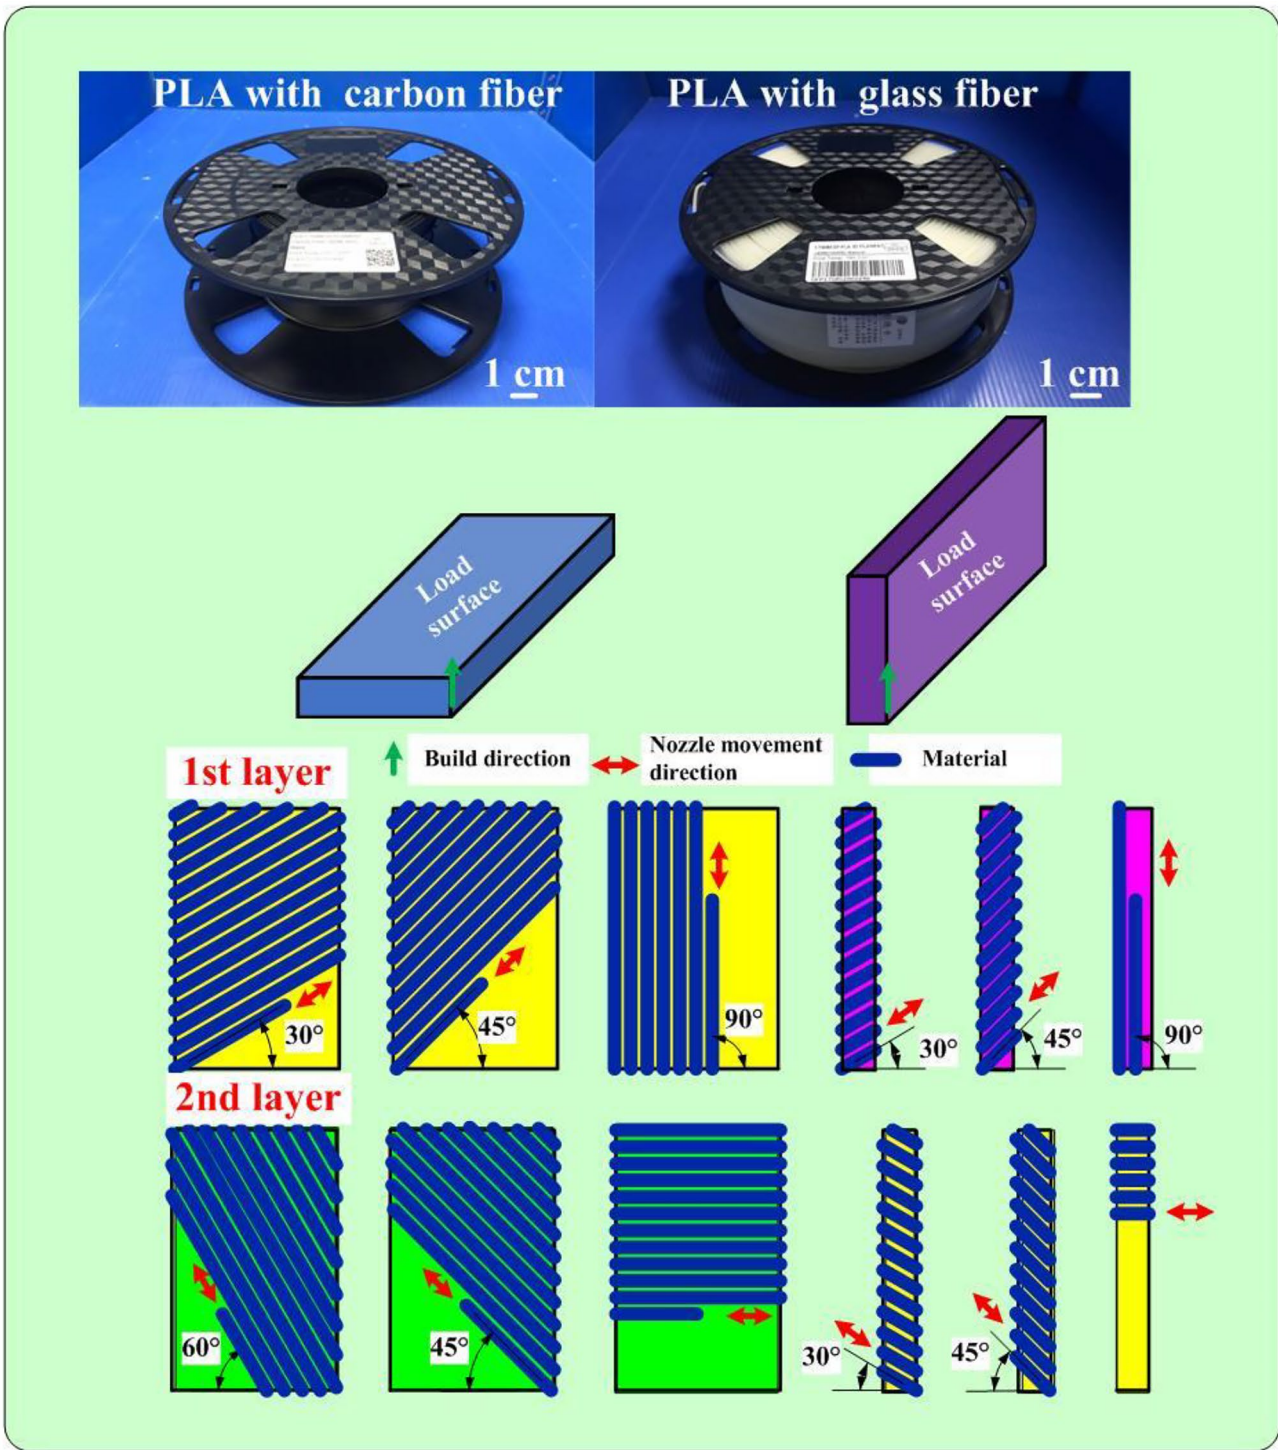 PLA with carbon fiber
PLA with glass fiber
1 cm
1 cm
Load
surface
Load
surface
Build direction
Nozzle movement
direction
Material
1st layer
30°
45°
90°
30°
45°
90°
2nd layer
60°
45°
30°
45°